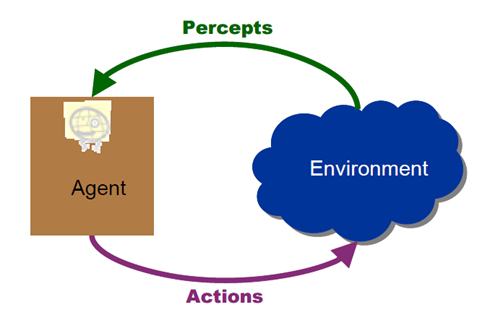 Percepts
Agent
Environment
Actions